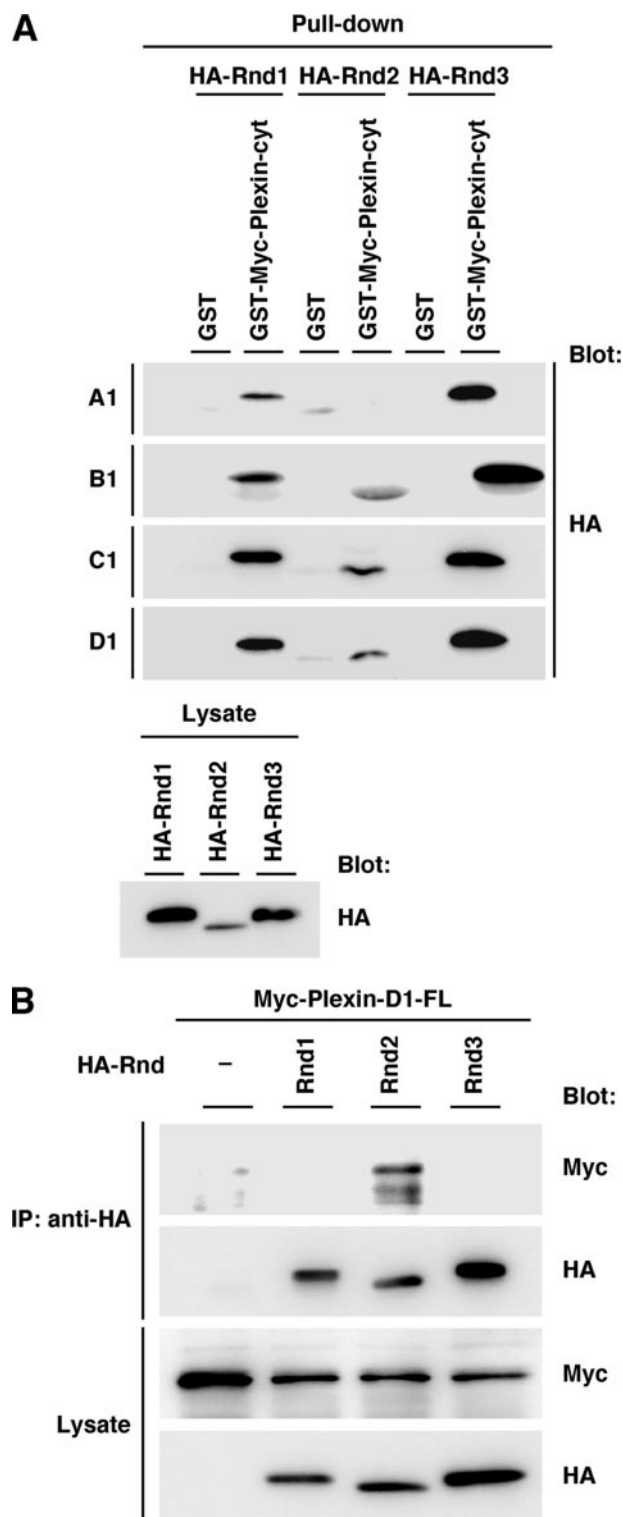 A
Pull-down
HA-Rnd1 HA-Rnd2 HA-Rnd3
GST GST-Myc-Plexin-cyt GST GST-Myc-Plexin-cyt GST GST-Myc-Plexin-cyt
Blot:
A1
B1
HA
C1
D1
Lysate
HA-Rnd1 HA-Rnd2 HA-Rnd3
Blot:
HA
B
Myc-Plexin-D1-FL
HA-Rnd – Rnd1 Rnd2 Rnd3
Blot:
Myc
IP: anti-HA
HA
Myc
Lysate
HA